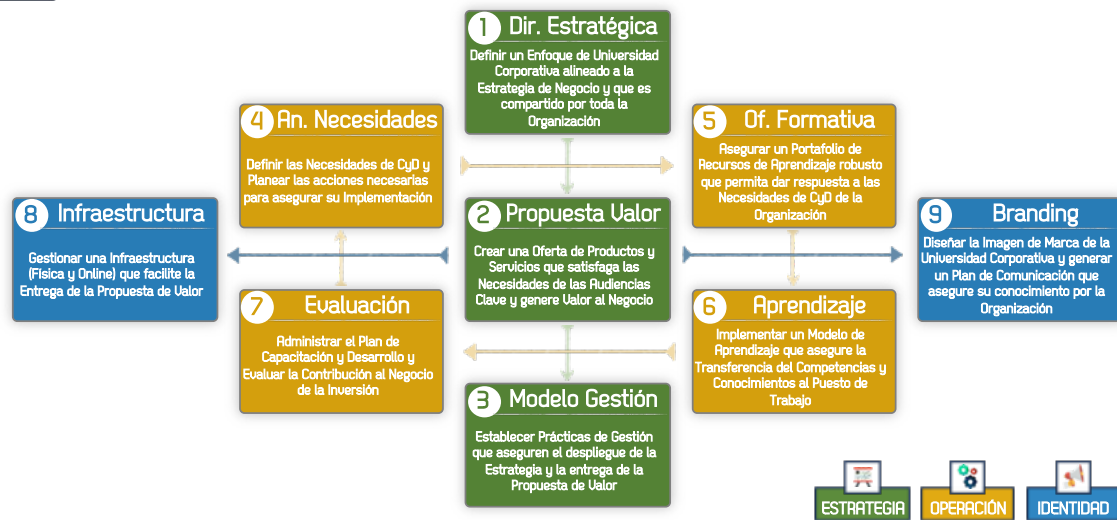 1 Dir. Estratégica
Definir un Enfoque de Universidad
Corporativa alineado a la
Estrategia de Negocio y que es
compartido por toda la
Organización
4 An. Necesidades
Definir las Necesidades de CyD y
Planear las acciones necesarias
para asegurar su Implementación
5 Of. Formativa
Asegurar un Portafolio de
Recursos de Aprendizaje robusto
que permita dar respuesta a las
Necesidades de CyD de la
Organización
8 Infraestructura
Gestionar una Infraestructura
(Física y Online) que facilite la
Entrega de la Propuesta de Valor
2 Propuesta Valor
Crear una Oferta de Productos y
Servicios que satisfaga las
Necesidades de las Audiencias
Clave y genere Valor al Negocio
9 Branding
Diseñar la Imagen de Marca de la
Universidad Corporativa y generar
un Plan de Comunicación que
asegure su conocimiento por la
Organización
7 Evaluación
Administrar el Plan de
Capacitación y Desarrollo y
Evaluar la Contribución al Negocio
de la Inversión
6 Aprendizaje
Implementar un Modelo de
Aprendizaje que asegure la
Transferencia del Competencias y
Conocimientos al Puesto de
Trabajo
3 Modelo Gestión
Establecer Prácticas de Gestión
que aseguren el despliegue de la
Estrategia y la entrega de la
Propuesta de Valor
ESTRATEGIA
OPERACIÓN
IDENTIDAD